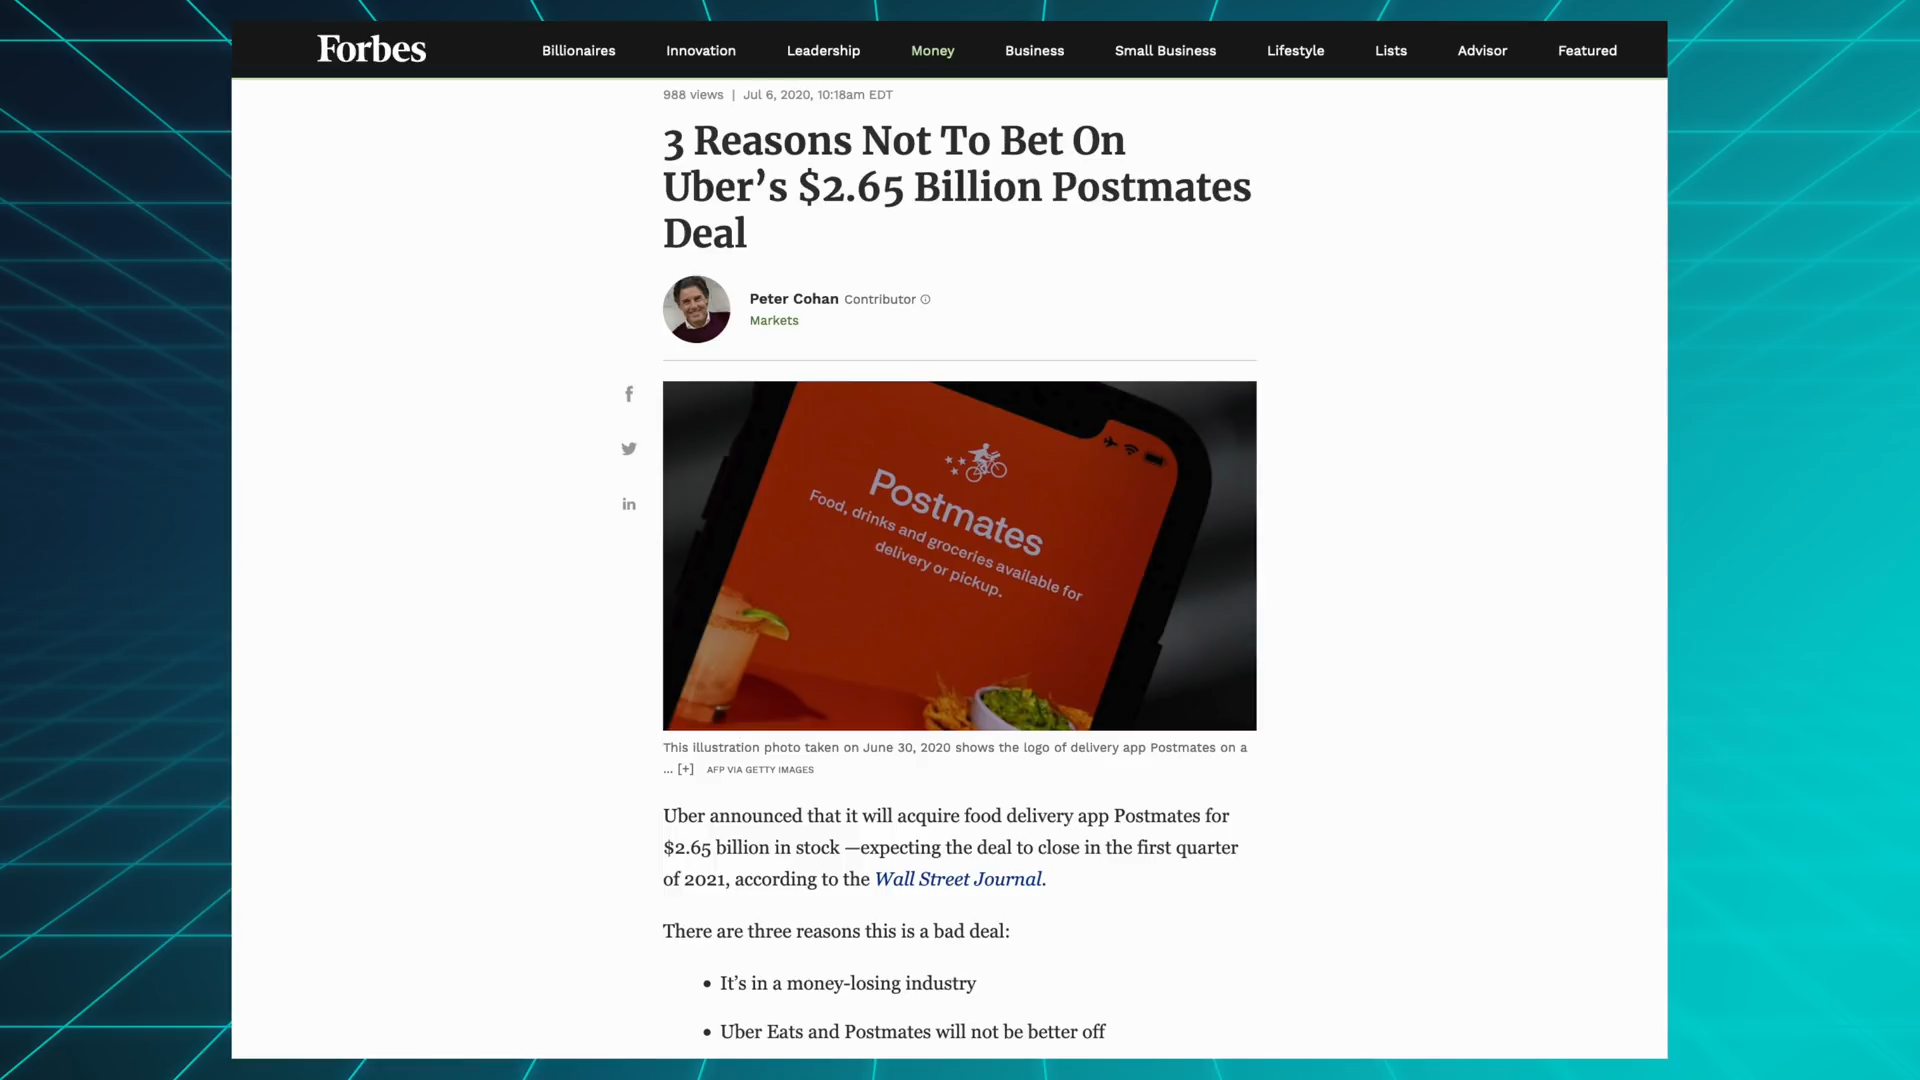 Forbes
Billionaires Innovation Leadership Money Business Small Business Lifestyle Lists Advisor Featured
988 views | Jul 6, 2020, 10:18am EDT
3 Reasons Not To Bet On
Uber’s $2.65 Billion Postmates
Deal
Peter Cohan Contributor
Markets
Postmates
Food, drinks and groceries available for
delivery or pickup.
This illustration photo taken on June 30, 2020 shows the logo of delivery app Postmates on a
... [+] AFP VIA GETTY IMAGES
Uber announced that it will acquire food delivery app Postmates for
$2.65 billion in stock —expecting the deal to close in the first quarter
of 2021, according to the Wall Street Journal.
There are three reasons this is a bad deal:
• It’s in a money-losing industry
• Uber Eats and Postmates will not be better off